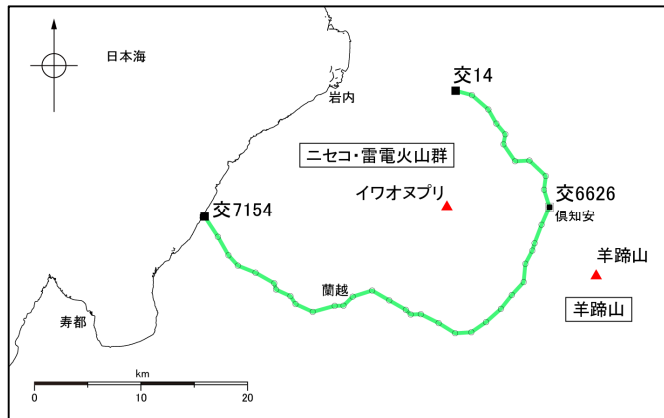 日本海
交14
岩内
ニセコ・雷電火山群
イワオヌプリ
交6626
倶知安
交7154
羊蹄山
蘭越
羊蹄山
寿都
km
0 10 20